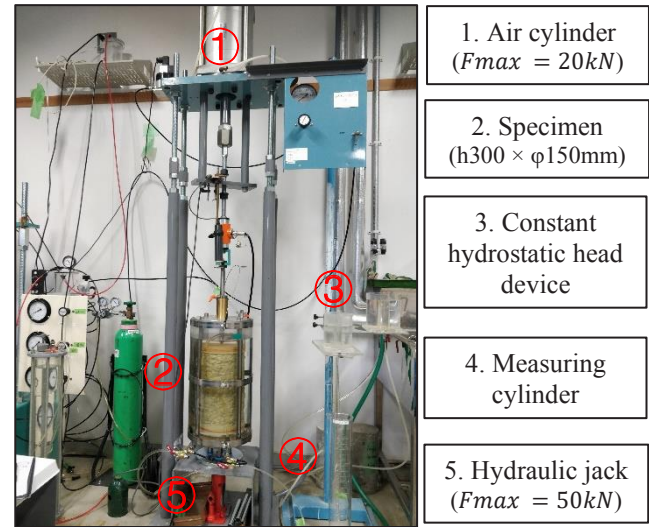 ①
②
③
④
⑤
1. Air cylinder
(Fmax = 20kN)
2. Specimen
(h300 × φ150mm)
3. Constant
hydrostatic head
device
4. Measuring
cylinder
5. Hydraulic jack
(Fmax = 50kN)